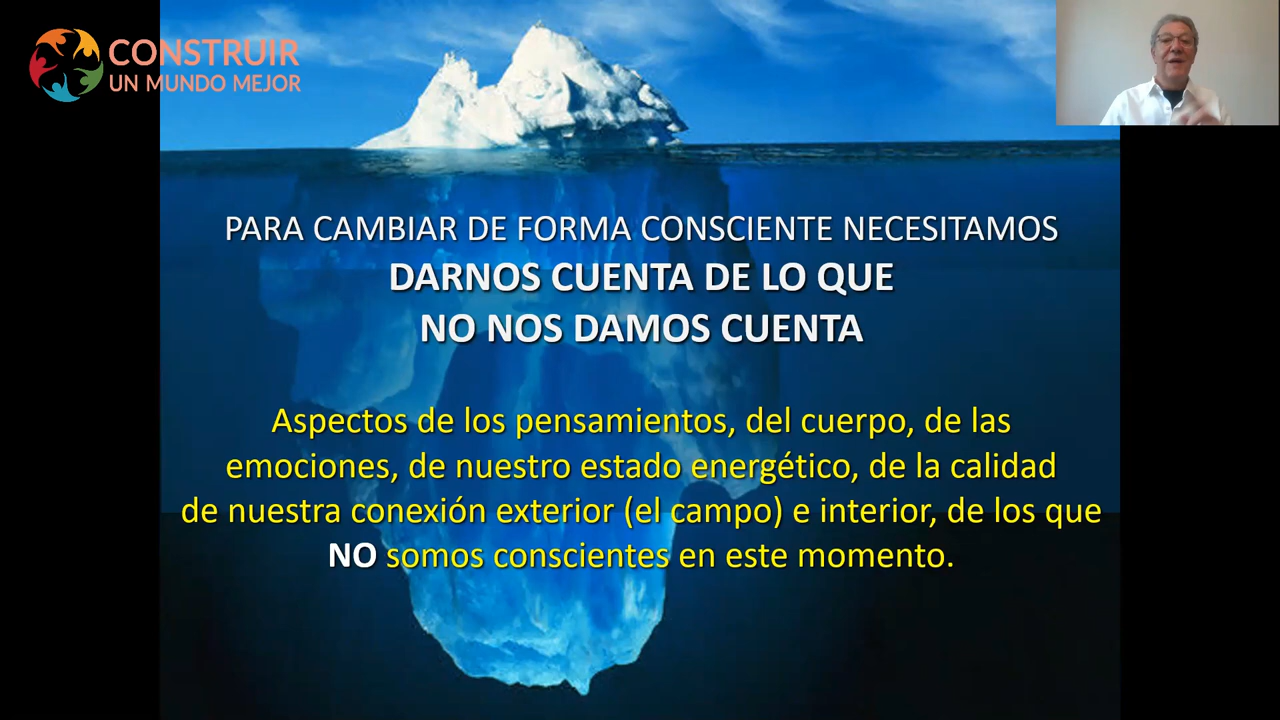 CONSTRUIR
UN MUNDO MEJOR
PARA CAMBIAR DE FORMA CONSCIENTE NECESITAMOS
DARNOS CUENTA DE LO QUE
NO NOS DAMOS CUENTA
Aspectos de los pensamientos, del cuerpo, de las
emociones, de nuestro estado energético, de la calidad
de nuestra conexión exterior (el campo) e interior, de los que
NO somos conscientes en este momento.